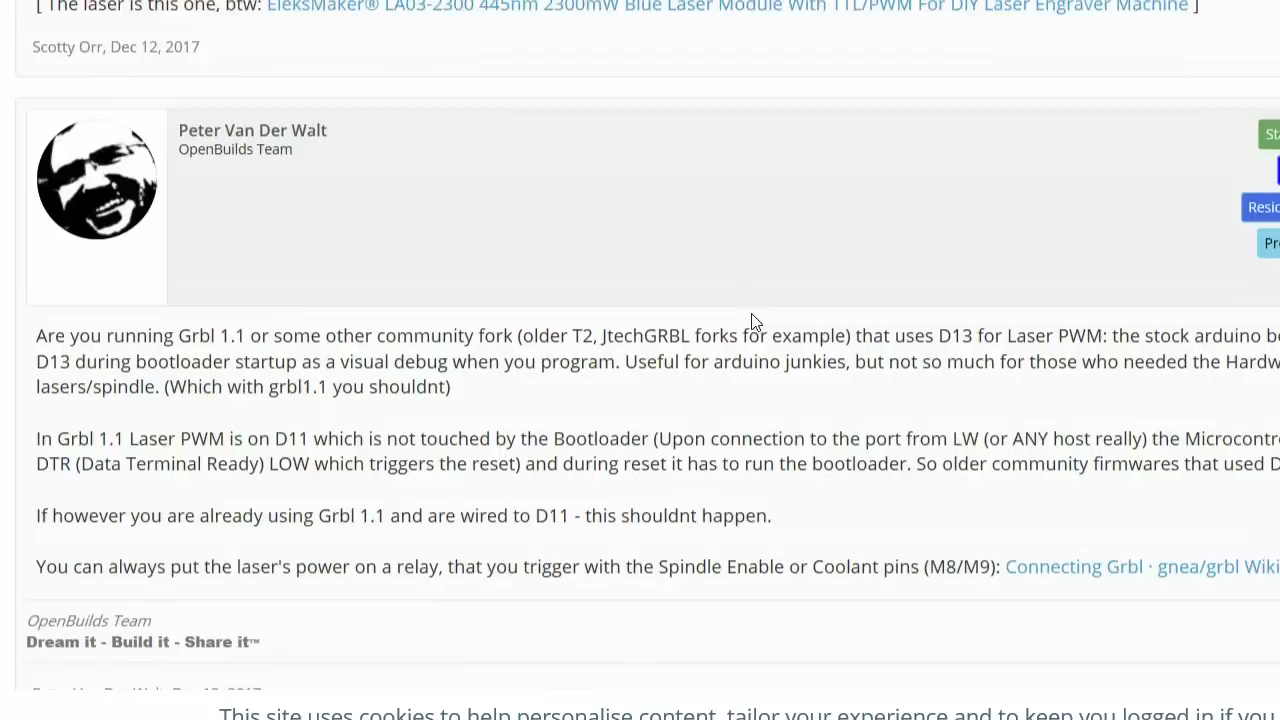 [ The laser is this one, btw: EleksMaker® LA03-2300 445nm 2300mW Blue Laser Module With TTL/PWM For DIY Laser Engraver Machine ]
Scotty Orr, Dec 12, 2017
Peter Van Der Walt
OpenBuilds Team
Sta
Resid
Pr
Are you running Grbl 1.1 or some other community fork (older T2, JtechGRBL forks for example) that uses D13 for Laser PWM: the stock arduino bo
D13 during bootloader startup as a visual debug when you program. Useful for arduino junkies, but not so much for those who needed the Hardw
lasers/spindle. (Which with grbl1.1 you shouldnt)
In Grbl 1.1 Laser PWM is on D11 which is not touched by the Bootloader (Upon connection to the port from LW (or ANY host really) the Microcontr
DTR (Data Terminal Ready) LOW which triggers the reset) and during reset it has to run the bootloader. So older community firmwares that used D
If however you are already using Grbl 1.1 and are wired to D11 - this shouldnt happen.
You can always put the laser's power on a relay, that you trigger with the Spindle Enable or Coolant pins (M8/M9): Connecting Grbl · gnea/grbl Wiki
OpenBuilds Team
Dream it - Build it - Share it™
This site uses cookies to help personalise content, tailor your experience and to keep you logged in if you